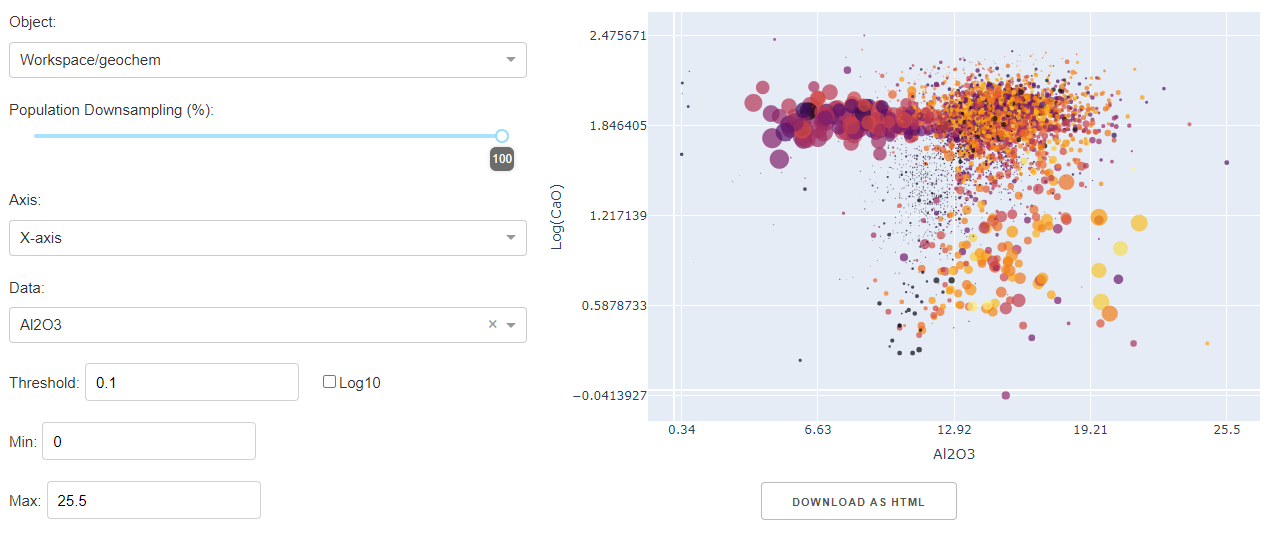 Object:
Workspace/geochem
Population Downsampling (%):
100
Axis:
X-axis
Data:
Al2O3
×
Threshold: 0.1 Log10
Min: 0
Max: 25.5
2.475671
1.846405
1.217139
0.5878733
−0.0413927
Log(CaO)
0.34 6.63 12.92 19.21 25.5
Al2O3
DOWNLOAD AS HTML